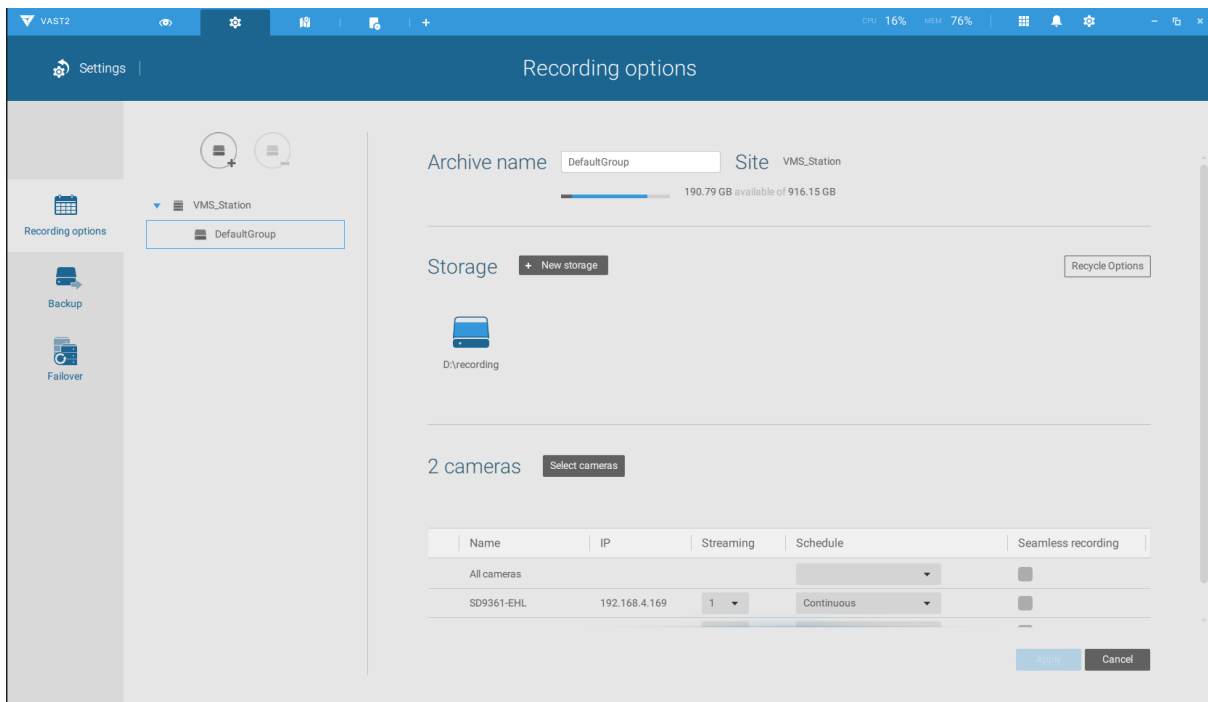 VAST2
CPU 16% MEM 76%
Settings
Recording options
Archive name DefaultGroup Site VMS_Station
190.79 GB available of 916.15 GB
VMS_Station
DefaultGroup
Recording options
Backup
Failover
Storage + New storage Recycle Options
D:\recording
2 cameras Select cameras
Name IP Streaming Schedule Seamless recording
All cameras
SD9361-EHL 192.168.4.169 1 Continuous
Apply Cancel